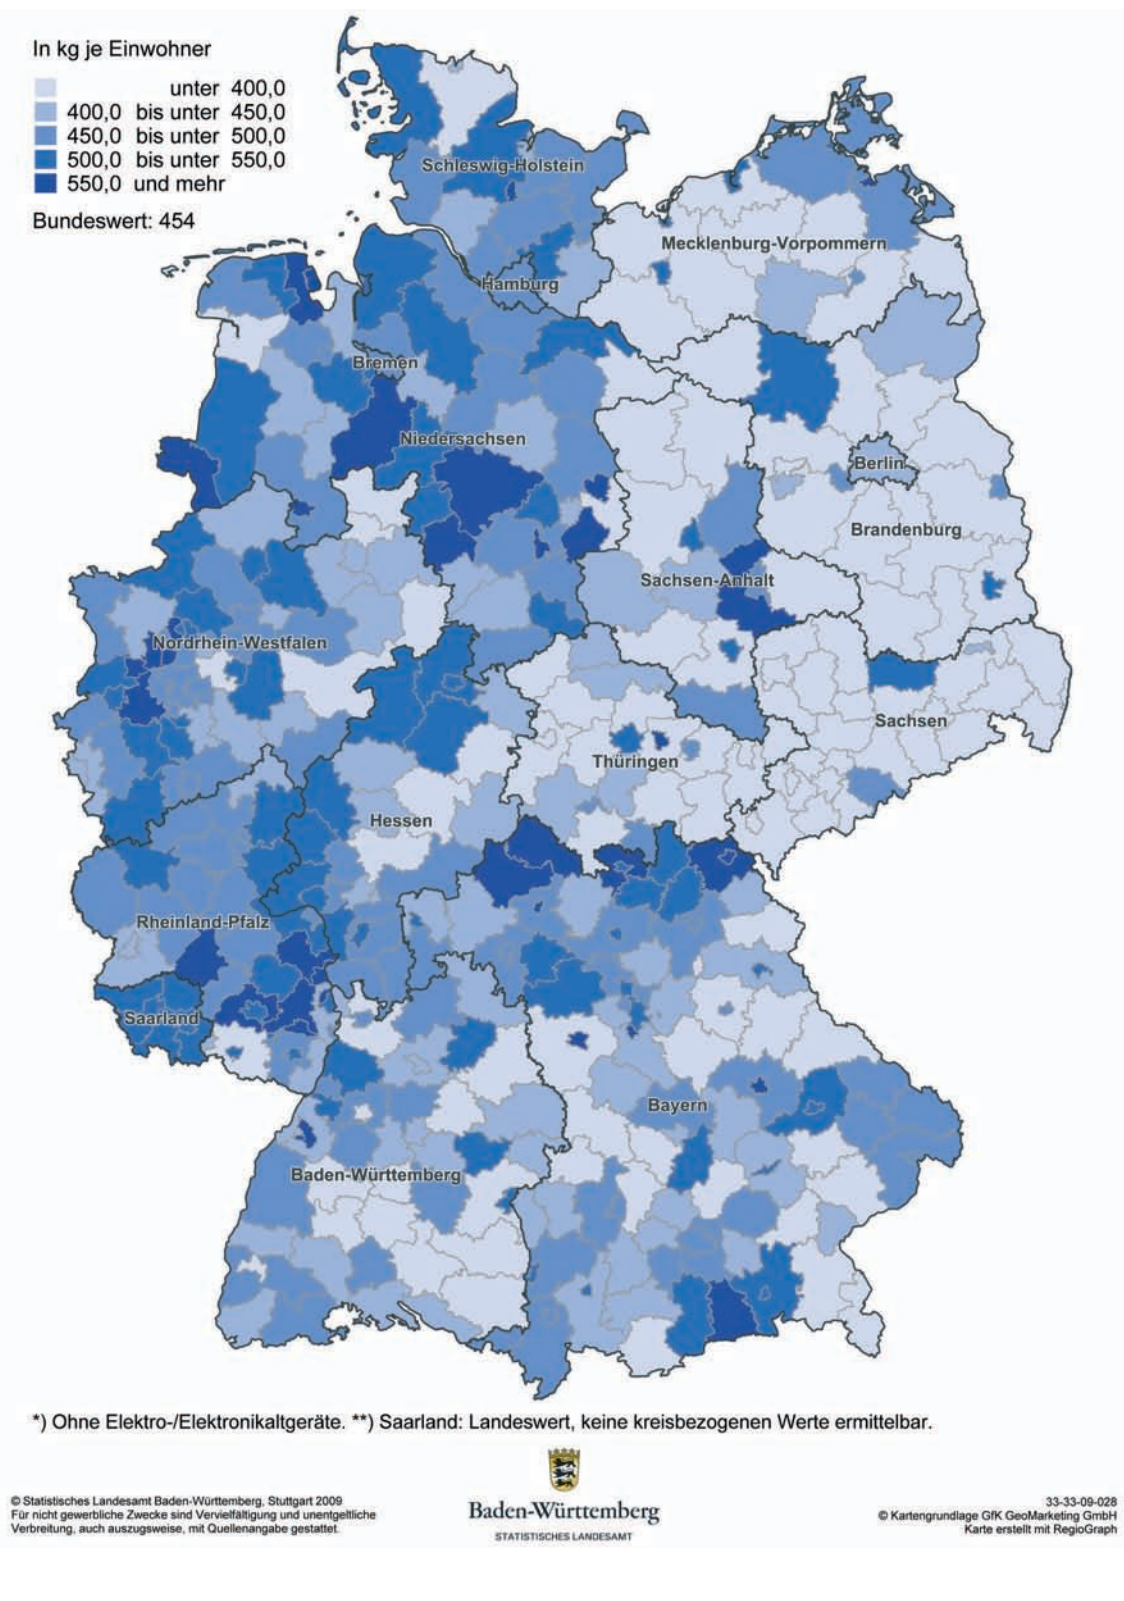 In kg je Einwohner
unter 400,0
400,0 bis unter 450,0
450,0 bis unter 500,0
500,0 bis unter 550,0
550,0 und mehr
Bundeswert: 454
Schleswig-Holstein
Mecklenburg-Vorpommern
Hamburg
Bremen
Niedersachsen
Berlin
Brandenburg
Sachsen-Anhalt
Nordrhein-Westfalen
Sachsen
Thüringen
Hessen
Rheinland-Pfalz
Saarland
Bayern
Baden-Württemberg
*) Ohne Elektro-/Elektronikaltgeräte. **) Saarland: Landeswert, keine kreisbezogenen Werte ermittelbar.
© Statistisches Landesamt Baden-Württemberg, Stuttgart 2009
Für nicht gewerbliche Zwecke sind Vervielfältigung und unentgeltliche
Verbreitung, auch auszugsweise, mit Quellenangabe gestattet.
Baden-Württemberg
STATISTISCHES LANDESAMT
33-33-09-028
© Kartengrundlage GfK GeoMarketing GmbH
Karte erstellt mit RegioGraph